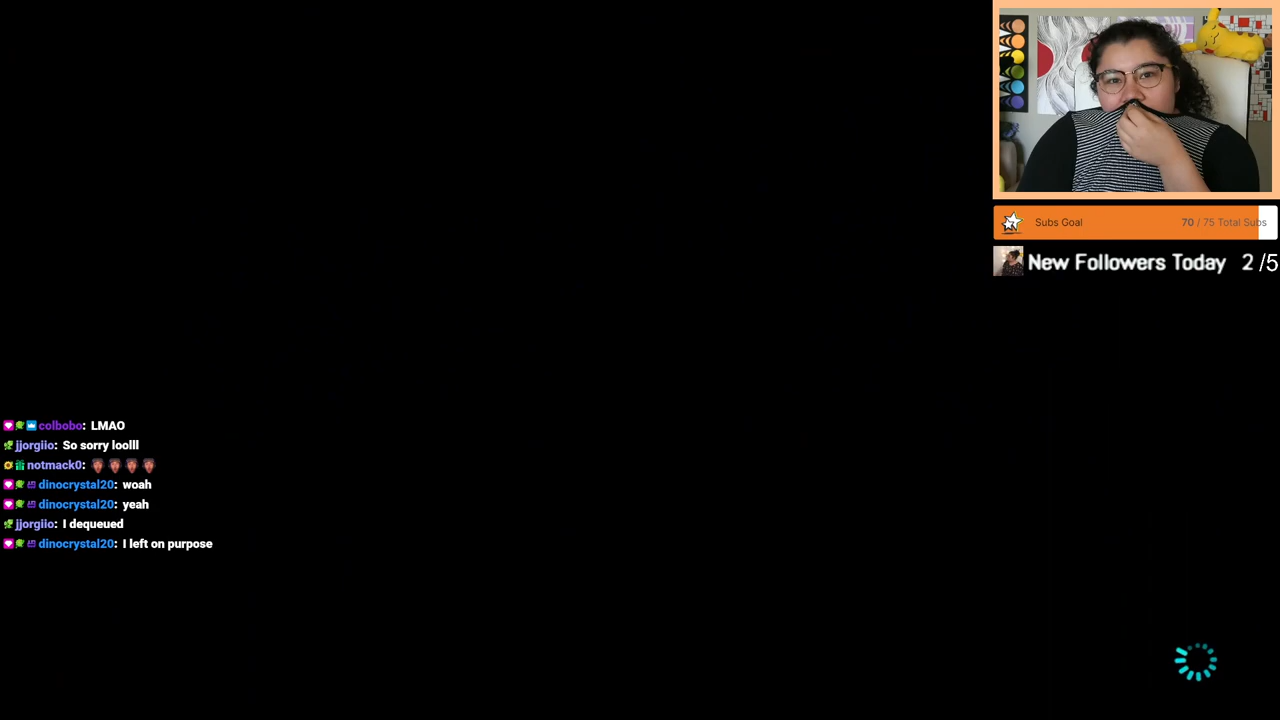 Subs Goal 70 / 75 Total Subs
New Followers Today 2 /5
colbobo: LMAO
jjorgiio: So sorry loolll
notmack0:
dinocrystal20: woah
dinocrystal20: yeah
jjorgiio: I dequeued
dinocrystal20: I left on purpose